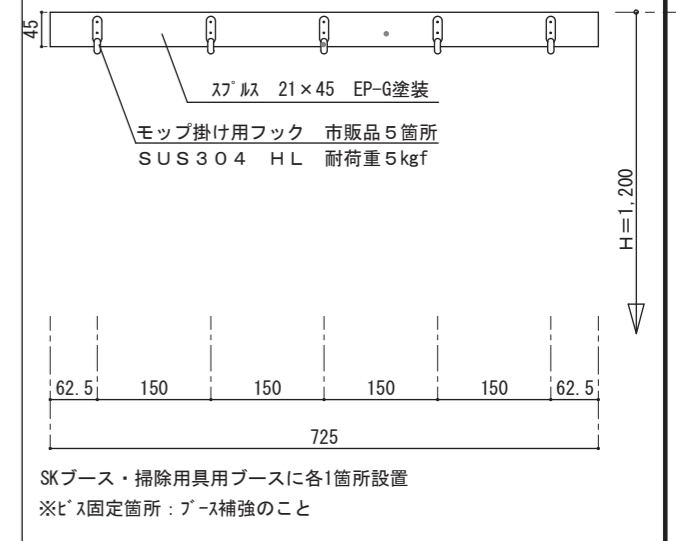 45
ｽﾌﾟﾙｽ 21×45 EP-G塗装
モップ掛け用フック 市販品５箇所
ＳＵＳ３０４ ＨＬ 耐荷重５kgf
H＝1,200
62.5 150 150 150 150 62.5
725
SKブース・掃除用具用ブースに各1箇所設置
※ﾋﾞｽ固定箇所：ﾌﾞｰｽ補強のこと